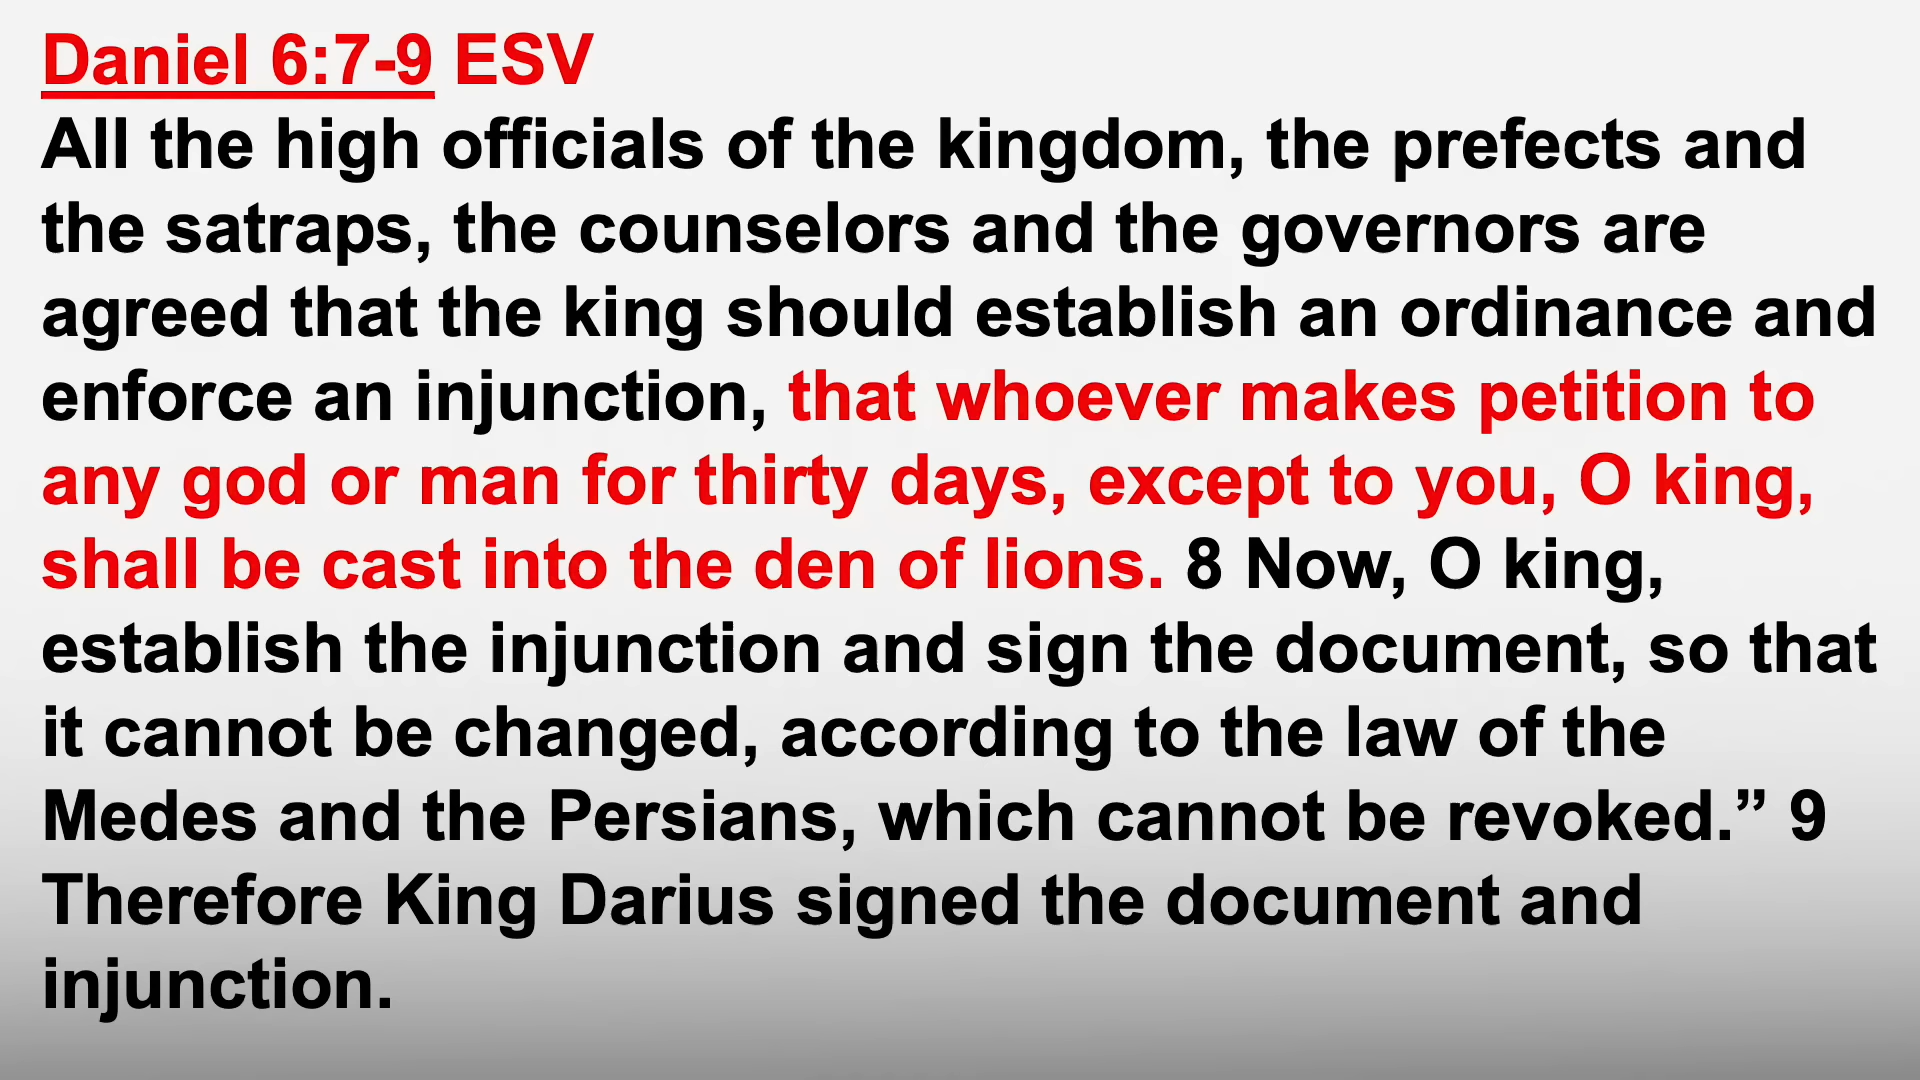 Daniel 6:7-9 ESV
All the high officials of the kingdom, the prefects and
the satraps, the counselors and the governors are
agreed that the king should establish an ordinance and
enforce an injunction, that whoever makes petition to
any god or man for thirty days, except to you, O king,
shall be cast into the den of lions. 8 Now, O king,
establish the injunction and sign the document, so that
it cannot be changed, according to the law of the
Medes and the Persians, which cannot be revoked.” 9
Therefore King Darius signed the document and
injunction.